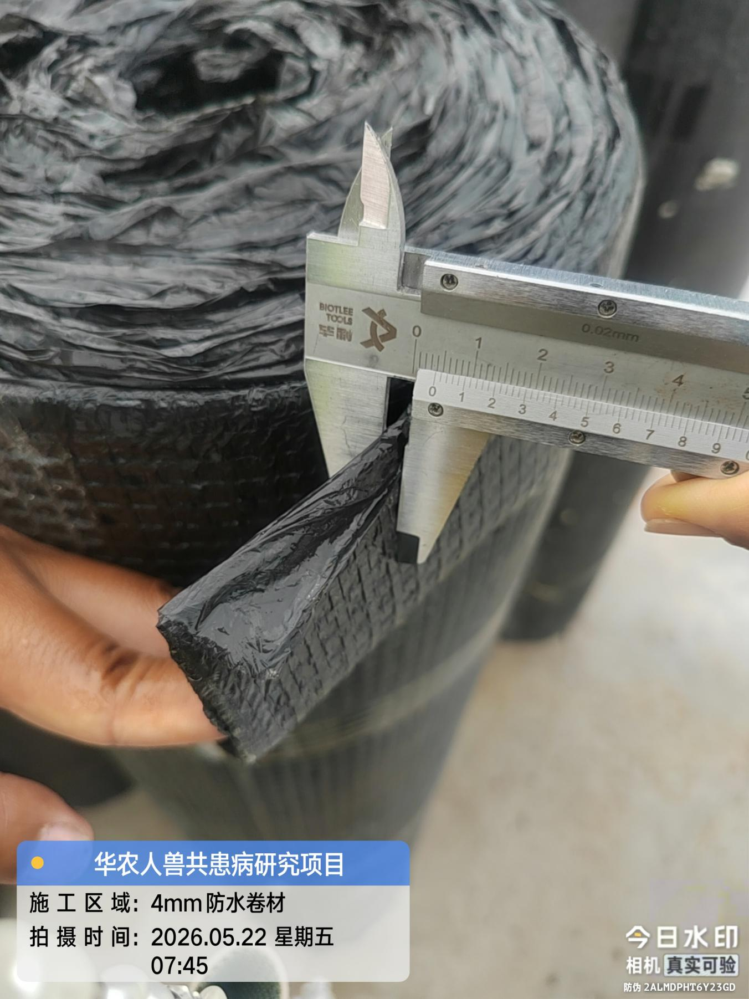 BIOTLEE
TOOLS
0.02mm
0 1 2 3 4 5
0 1 2 3 4 5 6 7 8 9
华农人兽共患病研究项目
施工区域: 4mm防水卷材
拍摄时间: 2026.05.22 星期五
07:45
今日水印
相机 真实可验
防伪 2ALMDPHT6Y23GD